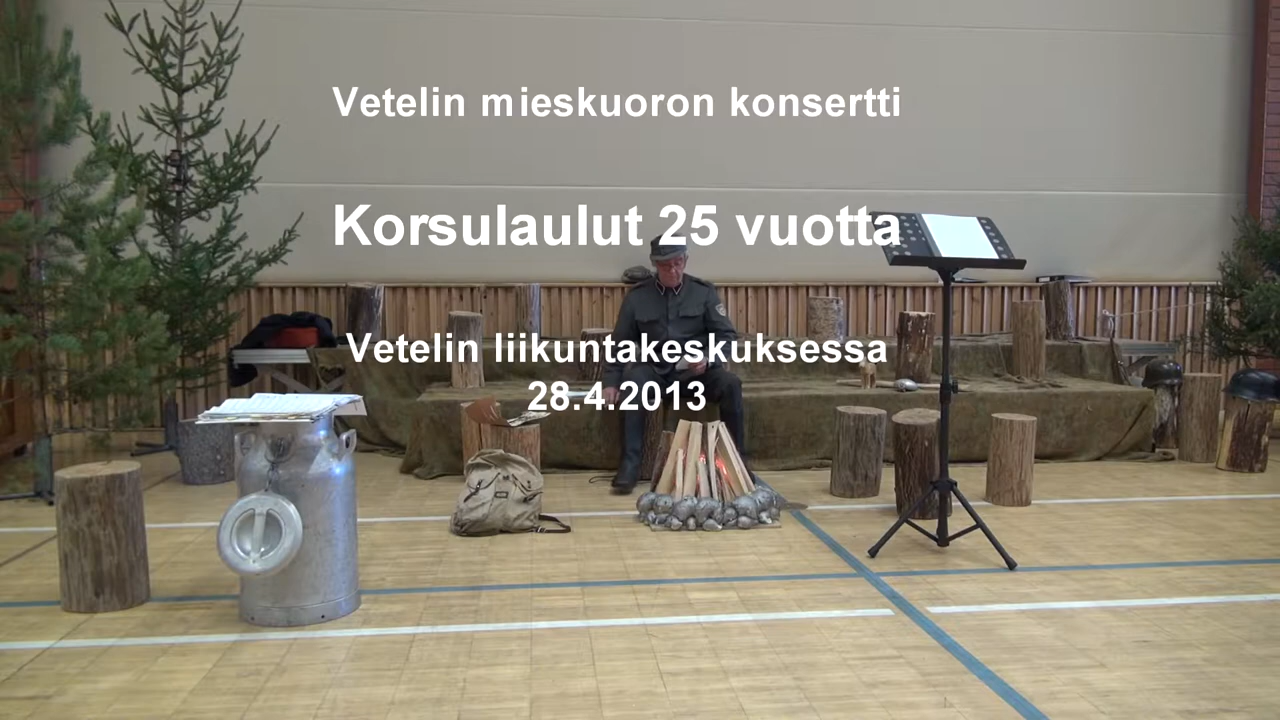 Vetelin mieskuoron konsertti
Korsulaulut 25 vuotta
Vetelin liikuntakeskuksessa
28.4.2013